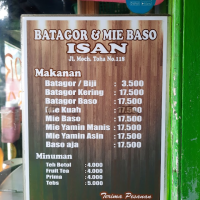 BATAGOR & MIE BASO
ISAN
Jl. Moch. Toha No.118
Makanan
Batagor / Biji : 3.500
Batagor Kering : 17.500
Batagor Baso : 17.500
Mie Kuah : 17.500
Mie Baso : 17.500
Mie Yamin Manis : 17.500
Mie Yamin Asin : 17.500
Baso aja : 17.500
Minuman
Teh Botol : 4.000
Fruit Tea : 4.000
Prima : 4.000
Tebs : 5.000
Terima Pesanan